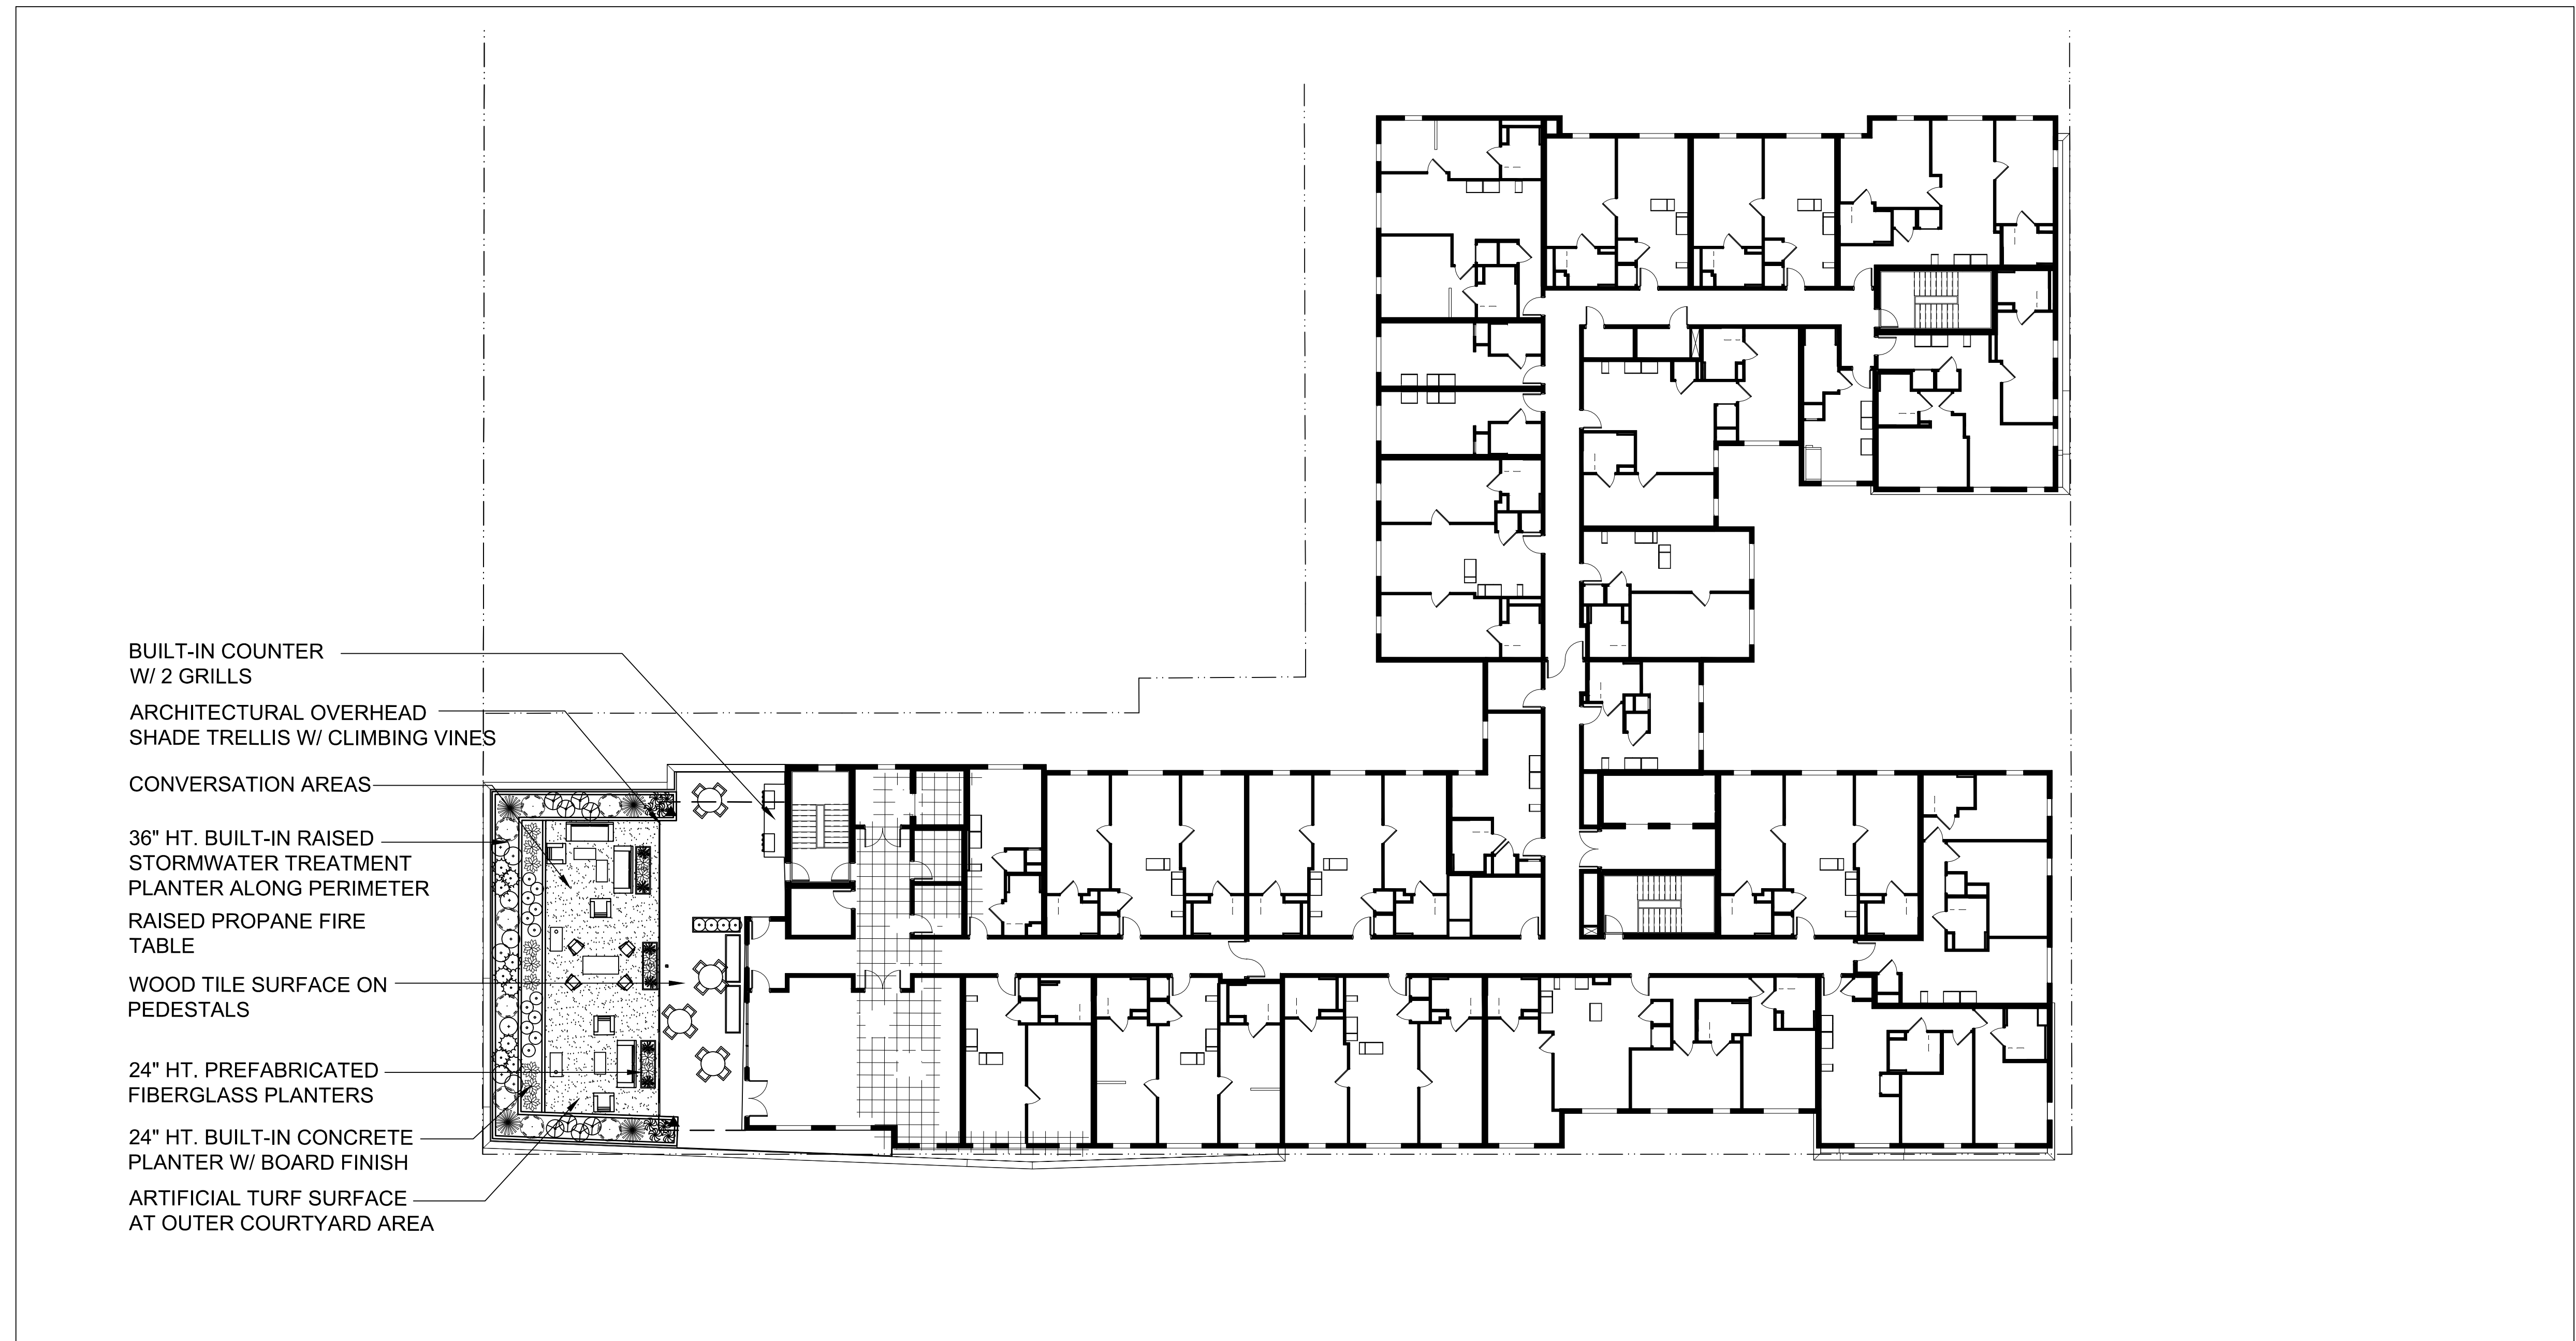 BUILT-IN COUNTER
W/ 2 GRILLS
ARCHITECTURAL OVERHEAD
SHADE TRELLIS W/ CLIMBING VINES
CONVERSATION AREAS
36" HT. BUILT-IN RAISED
STORMWATER TREATMENT
PLANTER ALONG PERIMETER
RAISED PROPANE FIRE
TABLE
WOOD TILE SURFACE ON
PEDESTALS
24" HT. PREFABRICATED
FIBERGLASS PLANTERS
24" HT. BUILT-IN CONCRETE
PLANTER W/ BOARD FINISH
ARTIFICIAL TURF SURFACE
AT OUTER COURTYARD AREA